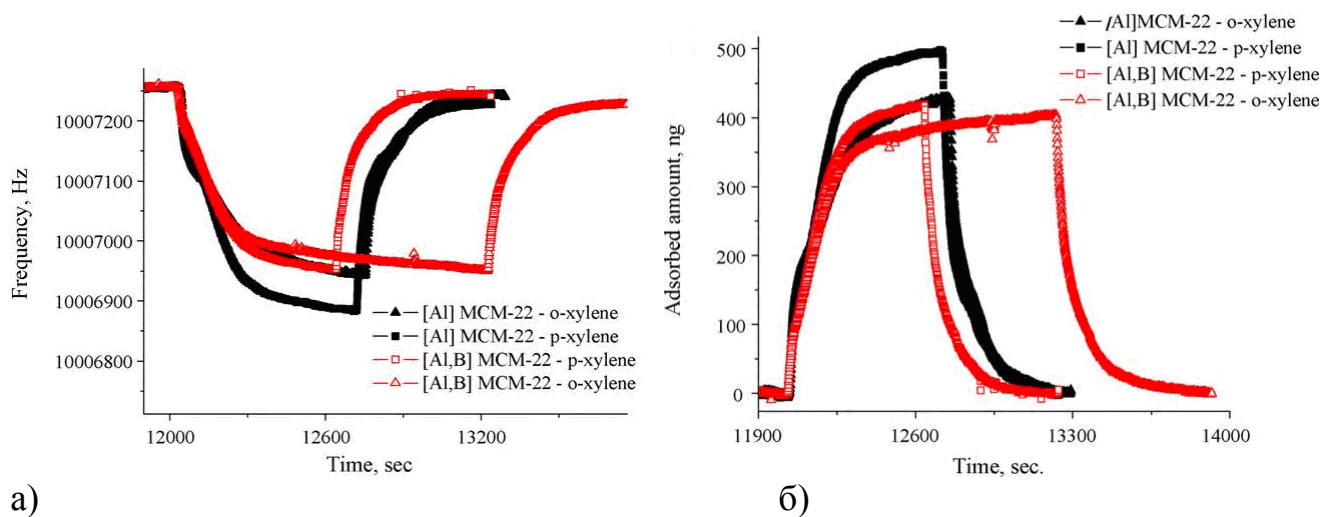 Frequency, Hz
10007200
10007100
10007000
10006900
10006800
[Al] MCM-22 - o-xylene
[Al] MCM-22 - p-xylene
[Al,B] MCM-22 - p-xylene
[Al,B] MCM-22 - o-xylene
12000 12600 13200
Time, sec
а)
Adsorbed amount, ng
500
400
300
200
100
0
[Al]MCM-22 - o-xylene
[Al] MCM-22 - p-xylene
[Al,B] MCM-22 - p-xylene
[Al,B] MCM-22 - o-xylene
11900 12600 13300 14000
Time, sec.
б)